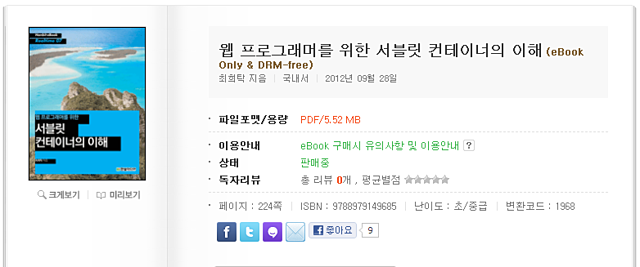 웹 프로그래머를 위한
서블릿
컨테이너의 이해
크게보기 미리보기
웹 프로그래머를 위한 서블릿 컨테이너의 이해 (eBook
Only & DRM-free)
최희탁 지음 | 국내서 | 2012년 09월 28일
· 파일포맷/용량 PDF/5.52 MB
· 이용안내 eBook 구매시 유의사항 및 이용안내 ?
· 상태 판매중
· 독자리뷰 총 리뷰 0개 , 평균별점
· 페이지 : 224쪽 | ISBN : 9788979149685 | 난이도 : 초/중급 | 변환코드 : 1968
f t 좋아요 9